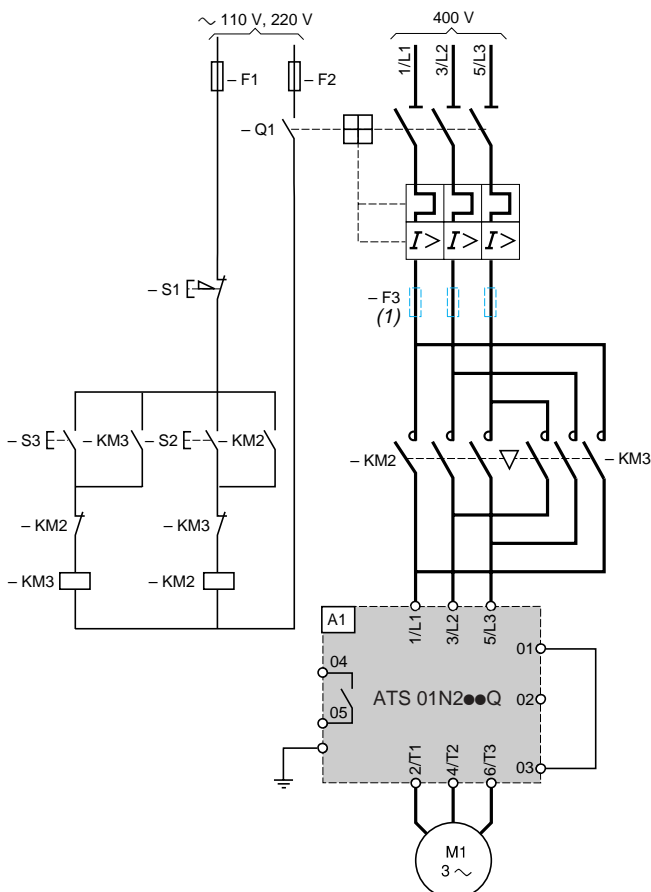 ∼ 110 V, 220 V
400 V
1/L1
3/L2
5/L3
– F1
– F2
– Q1
I>
I>
I>
– S1
– F3
(1)
– S3
– KM3
– S2
– KM2
– KM2
– KM3
– KM2
– KM3
– KM3
– KM2
A1
1/L1
3/L2
5/L3
01
04
ATS 01N2●●Q
02
05
03
2/T1
4/T2
6/T3
M1
3 ∼